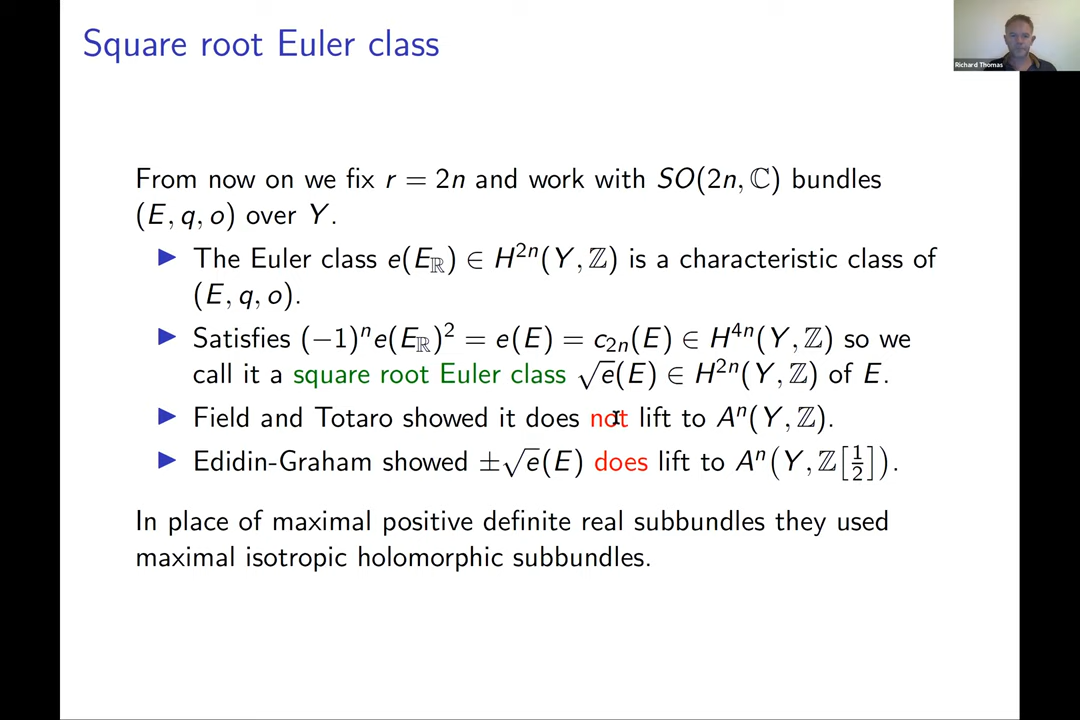 Square root Euler class
Richard Thomas
From now on we fix r = 2n and work with SO(2n, ℂ) bundles
(E, q, o) over Y.
▶ The Euler class e(E_ℝ) ∈ H^{2n}(Y, ℤ) is a characteristic class of
(E, q, o).
▶ Satisfies (−1)^n e(E_ℝ)^2 = e(E) = c_{2n}(E) ∈ H^{4n}(Y, ℤ) so we
call it a square root Euler class √e(E) ∈ H^{2n}(Y, ℤ) of E.
▶ Field and Totaro showed it does not lift to A^n(Y, ℤ).
▶ Edidin-Graham showed ±√e(E) does lift to A^n(Y, ℤ[1/2]).
In place of maximal positive definite real subbundles they used
maximal isotropic holomorphic subbundles.